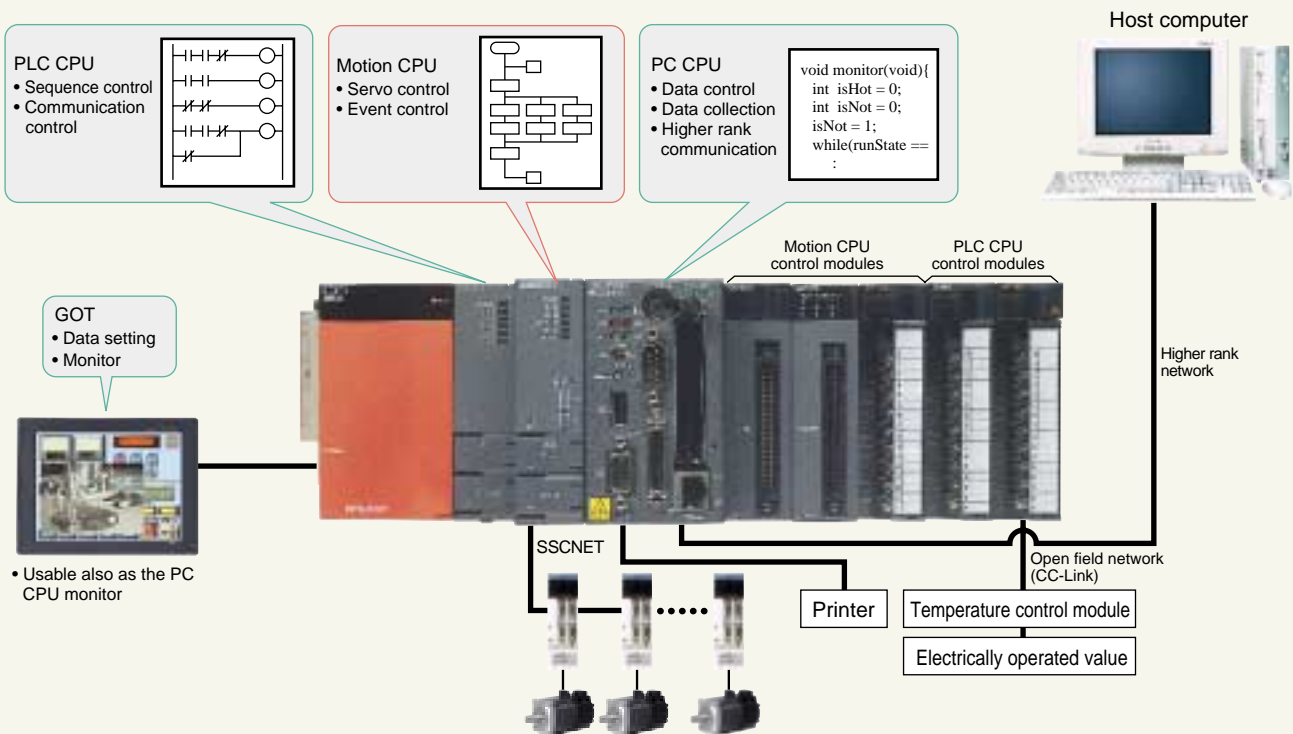 Host computer
PLC CPU
• Sequence control
• Communication
control
Motion CPU
• Servo control
• Event control
PC CPU
• Data control
• Data collection
• Higher rank
communication
void monitor(void){
int isHot = 0;
int isNot = 0;
isNot = 1;
while(runState ==
:
Motion CPU
control modules
PLC CPU
control modules
GOT
• Data setting
• Monitor
Higher rank
network
• Usable also as the PC
CPU monitor
SSCNET
Open field network
(CC-Link)
Printer
Temperature control module
Electrically operated value